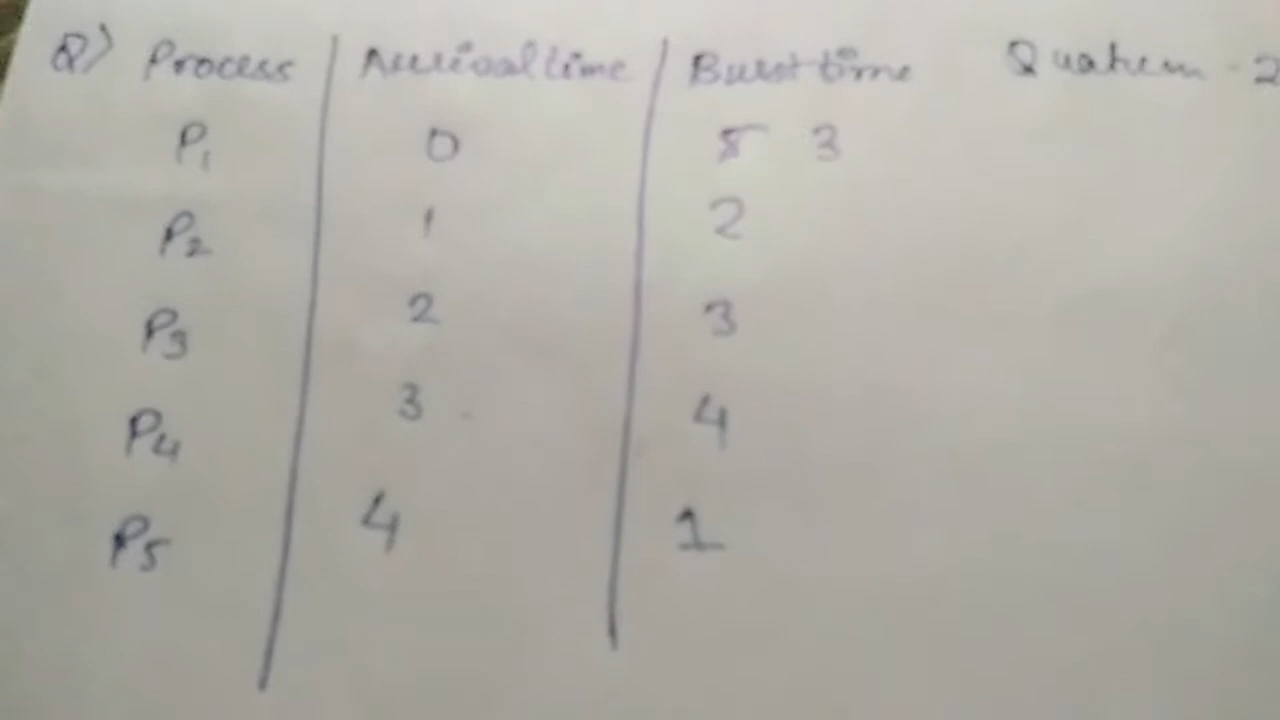 Q) Process Arrival time Burst time Quatum - 2
P1 0 5 3
P2 1 2
P3 2 3
P4 3 4
P5 4 1